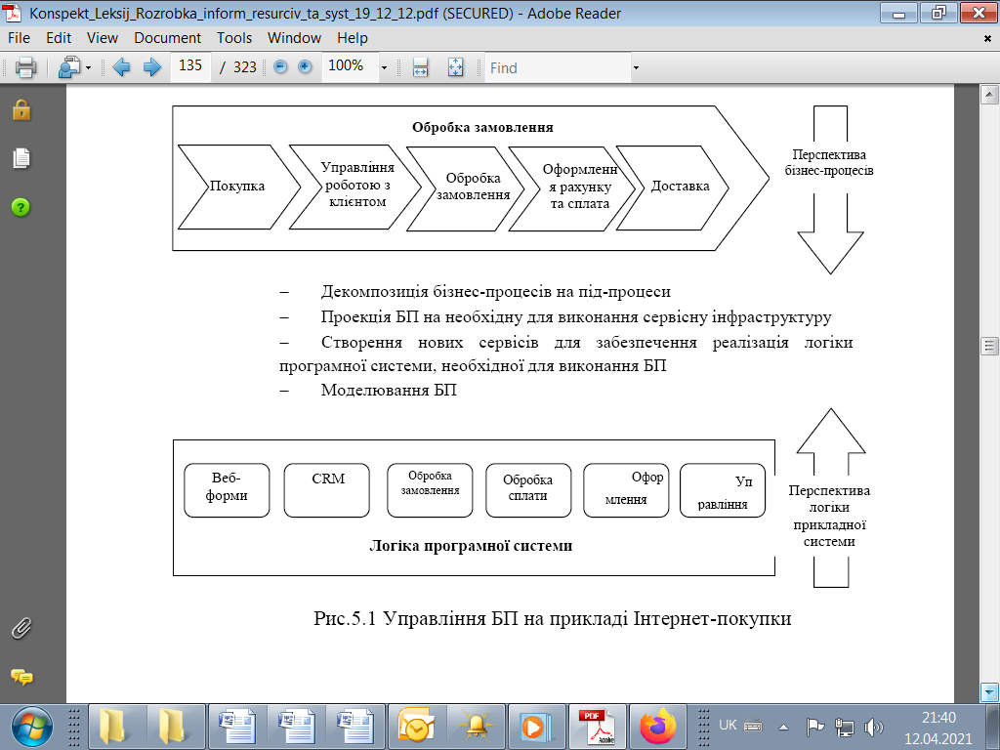 Konspekt_Leksij_Rozrobka_inform_resurciv_ta_syst_19_12_12.pdf (SECURED) - Adobe Reader
File Edit View Document Tools Window Help
135 / 323 100% Find
Обробка замовлення
Покупка
Управління
роботою з
клієнтом
Обробка
замовлення
Оформленн
я рахунку
та сплата
Доставка
Перспектива
бізнес-процесів
– Декомпозиція бізнес-процесів на під-процеси
– Проекція БП на необхідну для виконання сервісну інфраструктуру
– Створення нових сервісів для забезпечення реалізація логіки
програмної системи, необхідної для виконання БП
– Моделювання БП
Веб-
форми
CRM
Обробка
замовлення
Обробка
сплати
Офор
млення
Уп
равління
Логіка програмної системи
Перспектива
логіки
прикладної
системи
Рис.5.1 Управління БП на прикладі Інтернет-покупки
PDF
Adobe
UK
21:40
12.04.2021